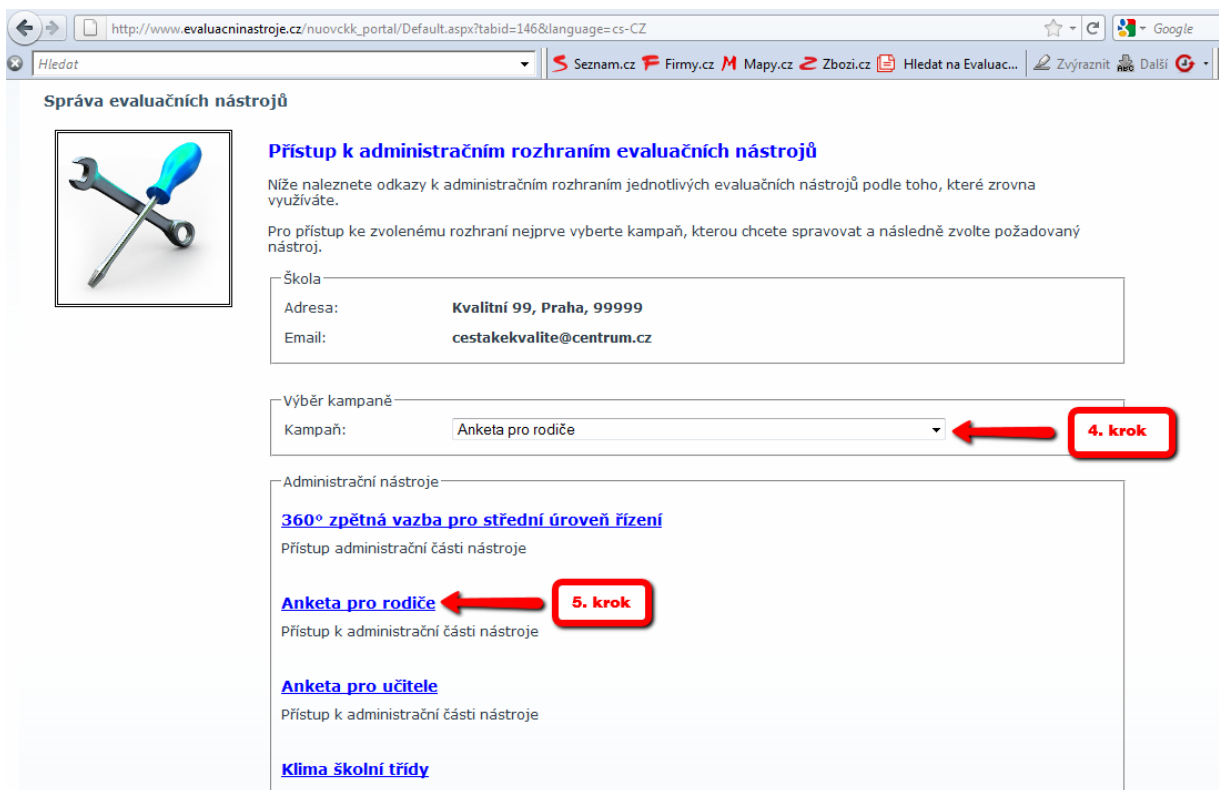 http://www.evaluacninastroje.cz/nuovckk_portal/Default.aspx?tabid=146&language=cs-CZ
Google
Hledat
Seznam.cz Firmy.cz Mapy.cz Zbozi.cz Hledat na Evaluac... Zvýraznit Další
Správa evaluačních nástrojů
Přístup k administračním rozhraním evaluačních nástrojů
Níže naleznete odkazy k administračním rozhraním jednotlivých evaluačních nástrojů podle toho, které zrovna
využíváte.
Pro přístup ke zvolenému rozhraní nejprve vyberte kampaň, kterou chcete spravovat a následně zvolte požadovaný
nástroj.
Škola
Adresa: Kvalitní 99, Praha, 99999
Email: cestakekvalite@centrum.cz
Výběr kampaně
Kampaň: Anketa pro rodiče
4. krok
Administrační nástroje
360° zpětná vazba pro střední úroveň řízení
Přístup administrační části nástroje
Anketa pro rodiče
5. krok
Přístup k administrační části nástroje
Anketa pro učitele
Přístup k administrační části nástroje
Klima školní třídy